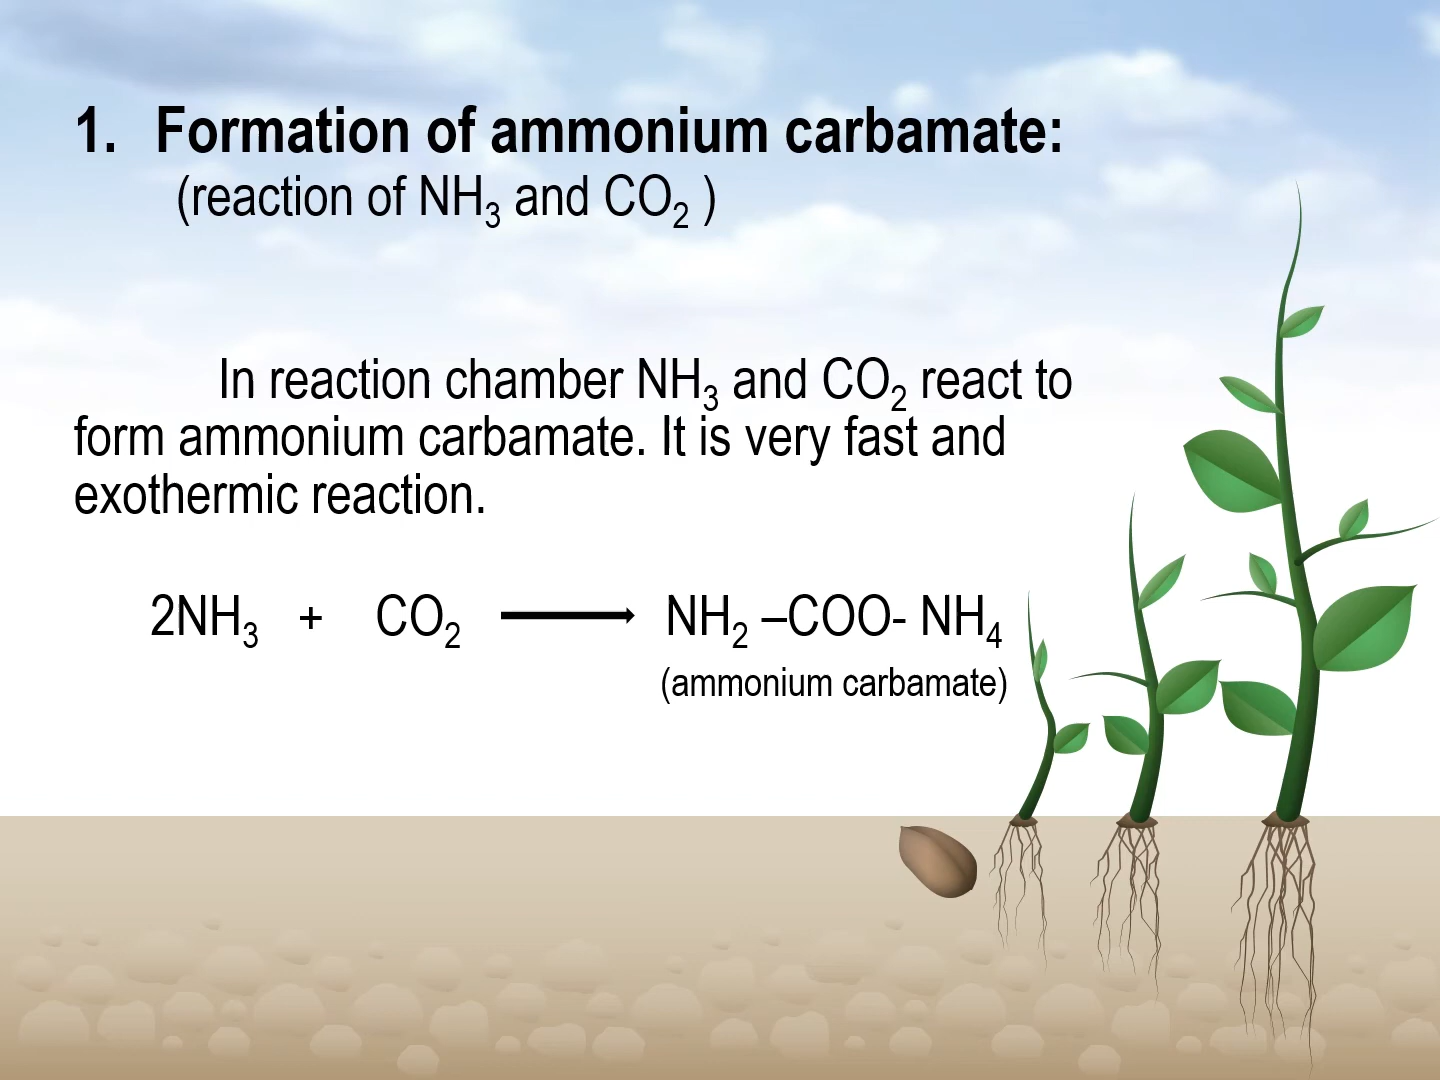 1. Formation of ammonium carbamate:
(reaction of NH₃ and CO₂ )
In reaction chamber NH₃ and CO₂ react to
form ammonium carbamate. It is very fast and
exothermic reaction.
2NH₃ + CO₂ ⟶ NH₂ –COO- NH₄
(ammonium carbamate)